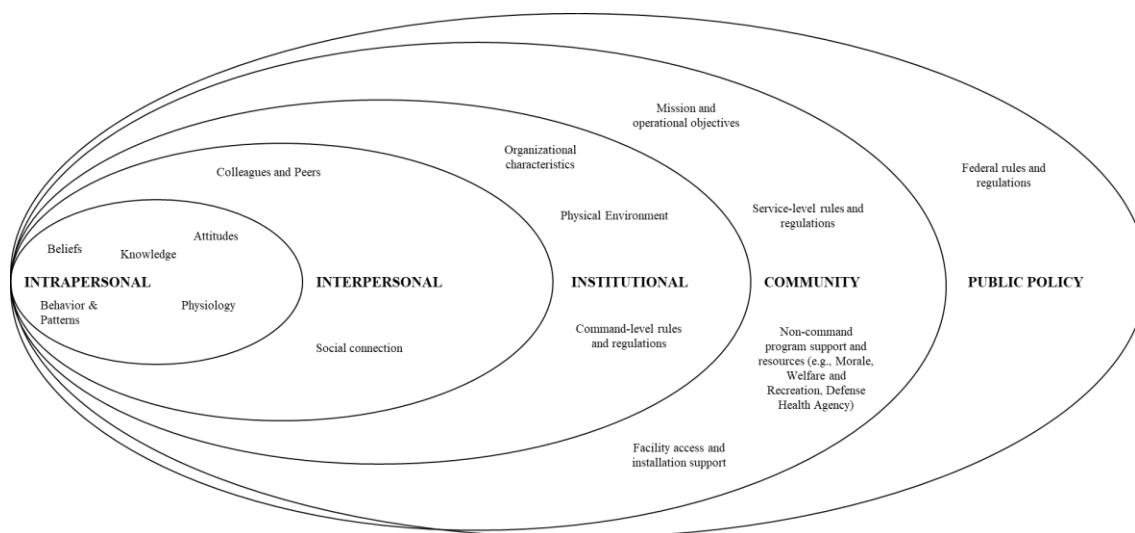 Mission and
operational objectives
Organizational
characteristics
Colleagues and Peers
Federal rules and
regulations
Physical Environment
Service-level rules and
regulations
Attitudes
Beliefs
Knowledge
INTRAPERSONAL
INTERPERSONAL
INSTITUTIONAL
COMMUNITY
PUBLIC POLICY
Behavior &
Patterns
Physiology
Command-level rules
and regulations
Non-command
program support and
resources (e.g., Morale,
Welfare and
Recreation, Defense
Health Agency)
Social connection
Facility access and
installation support